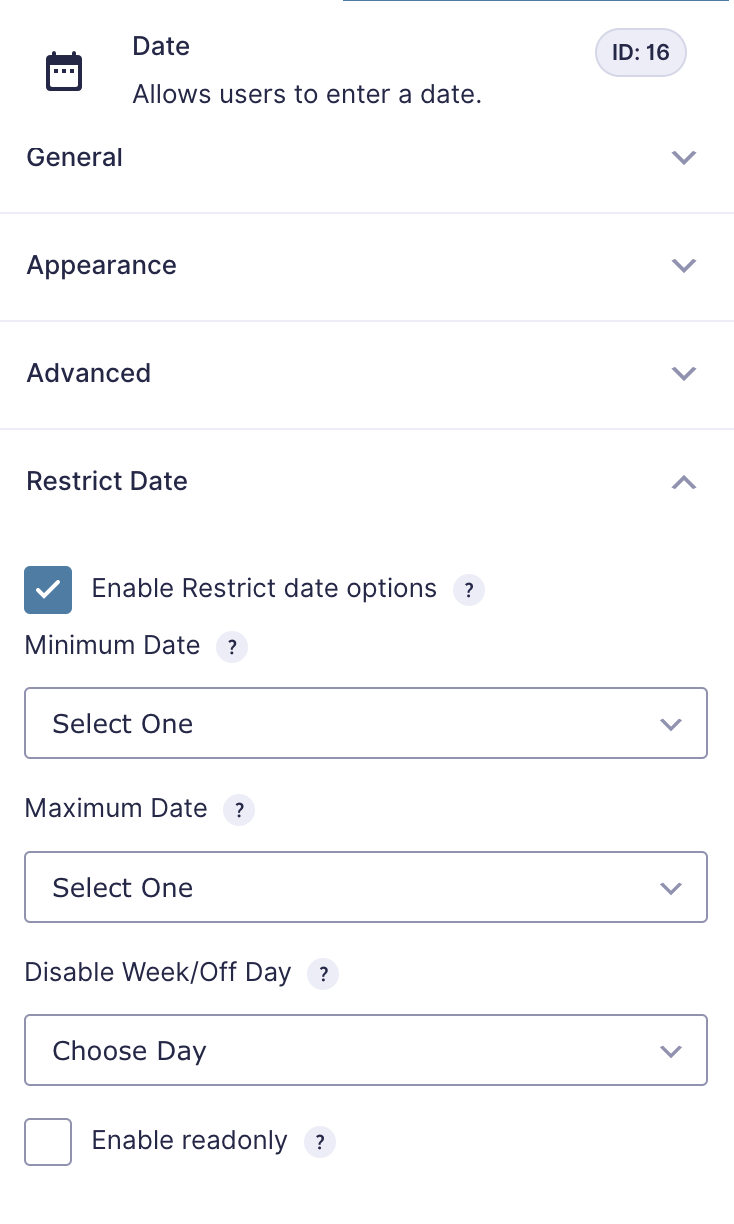 Date
ID: 16
Allows users to enter a date.
General
Appearance
Advanced
Restrict Date
Enable Restrict date options ?
Minimum Date ?
Select One
Maximum Date ?
Select One
Disable Week/Off Day ?
Choose Day
Enable readonly ?